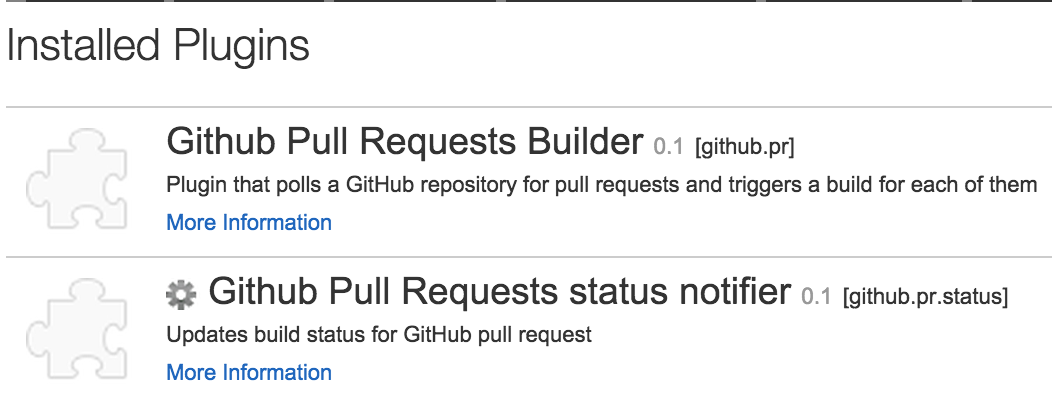 Installed Plugins
Github Pull Requests Builder 0.1 [github.pr]
Plugin that polls a GitHub repository for pull requests and triggers a build for each of them
More Information
Github Pull Requests status notifier 0.1 [github.pr.status]
Updates build status for GitHub pull request
More Information